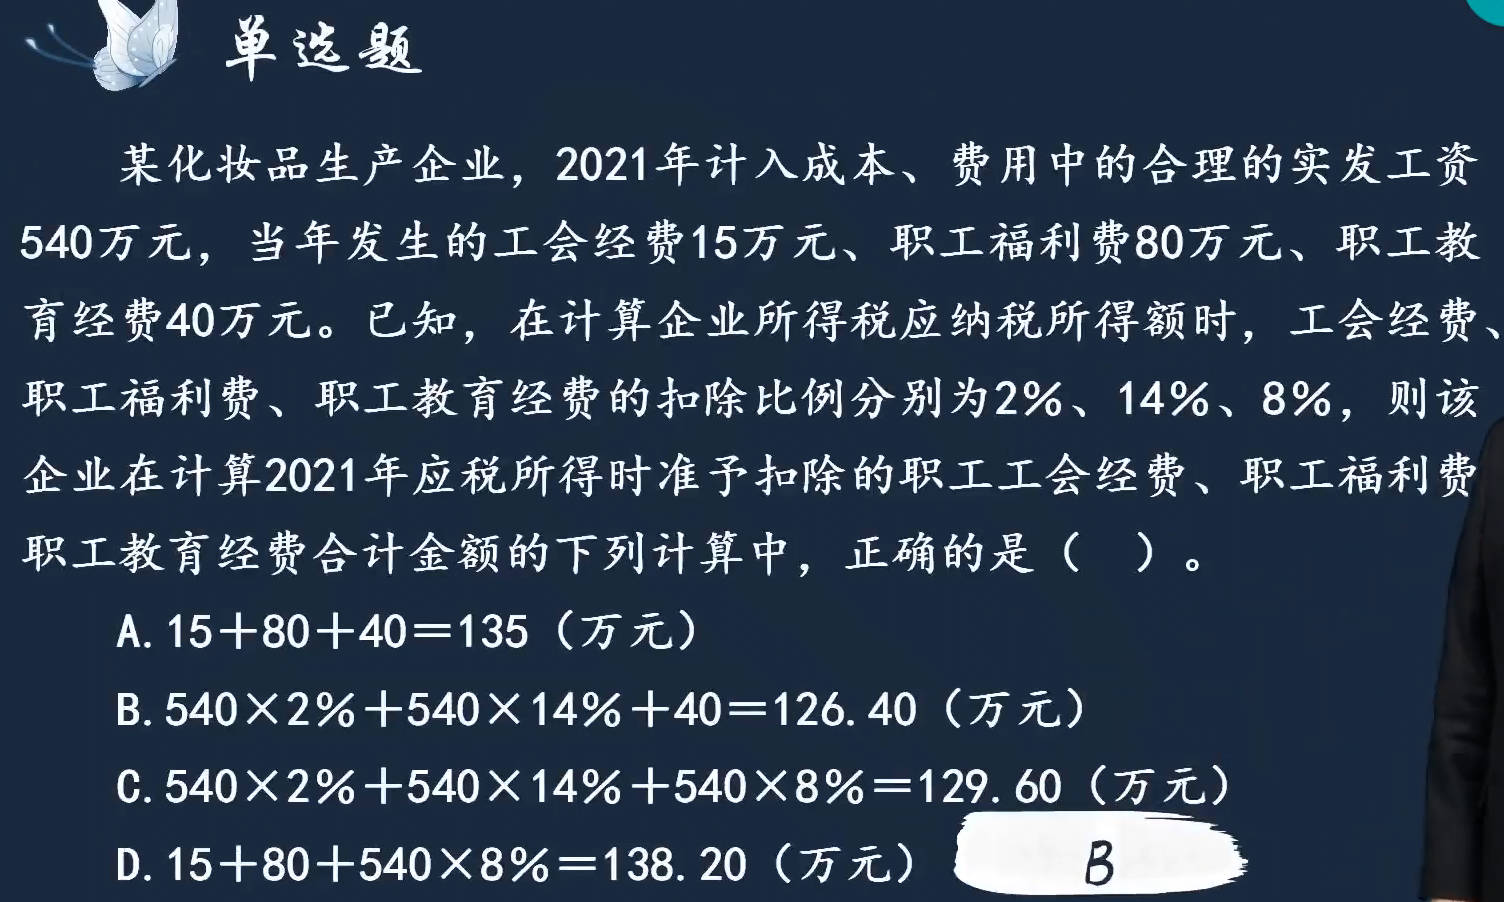 单选题
某化妆品生产企业，2021年计入成本、费用中的合理的实发工资
540万元，当年发生的工会经费15万元、职工福利费80万元、职工教
育经费40万元。已知，在计算企业所得税应纳税所得额时，工会经费、
职工福利费、职工教育经费的扣除比例分别为2%、14%、8%，则该
企业在计算2021年应税所得时准予扣除的职工工会经费、职工福利费
职工教育经费合计金额的下列计算中，正确的是（ ）。
A. 15＋80＋40＝135（万元）
B. 540×2%＋540×14%＋40＝126.40（万元）
C. 540×2%＋540×14%＋540×8%＝129.60（万元）
D. 15＋80＋540×8%＝138.20（万元）
B